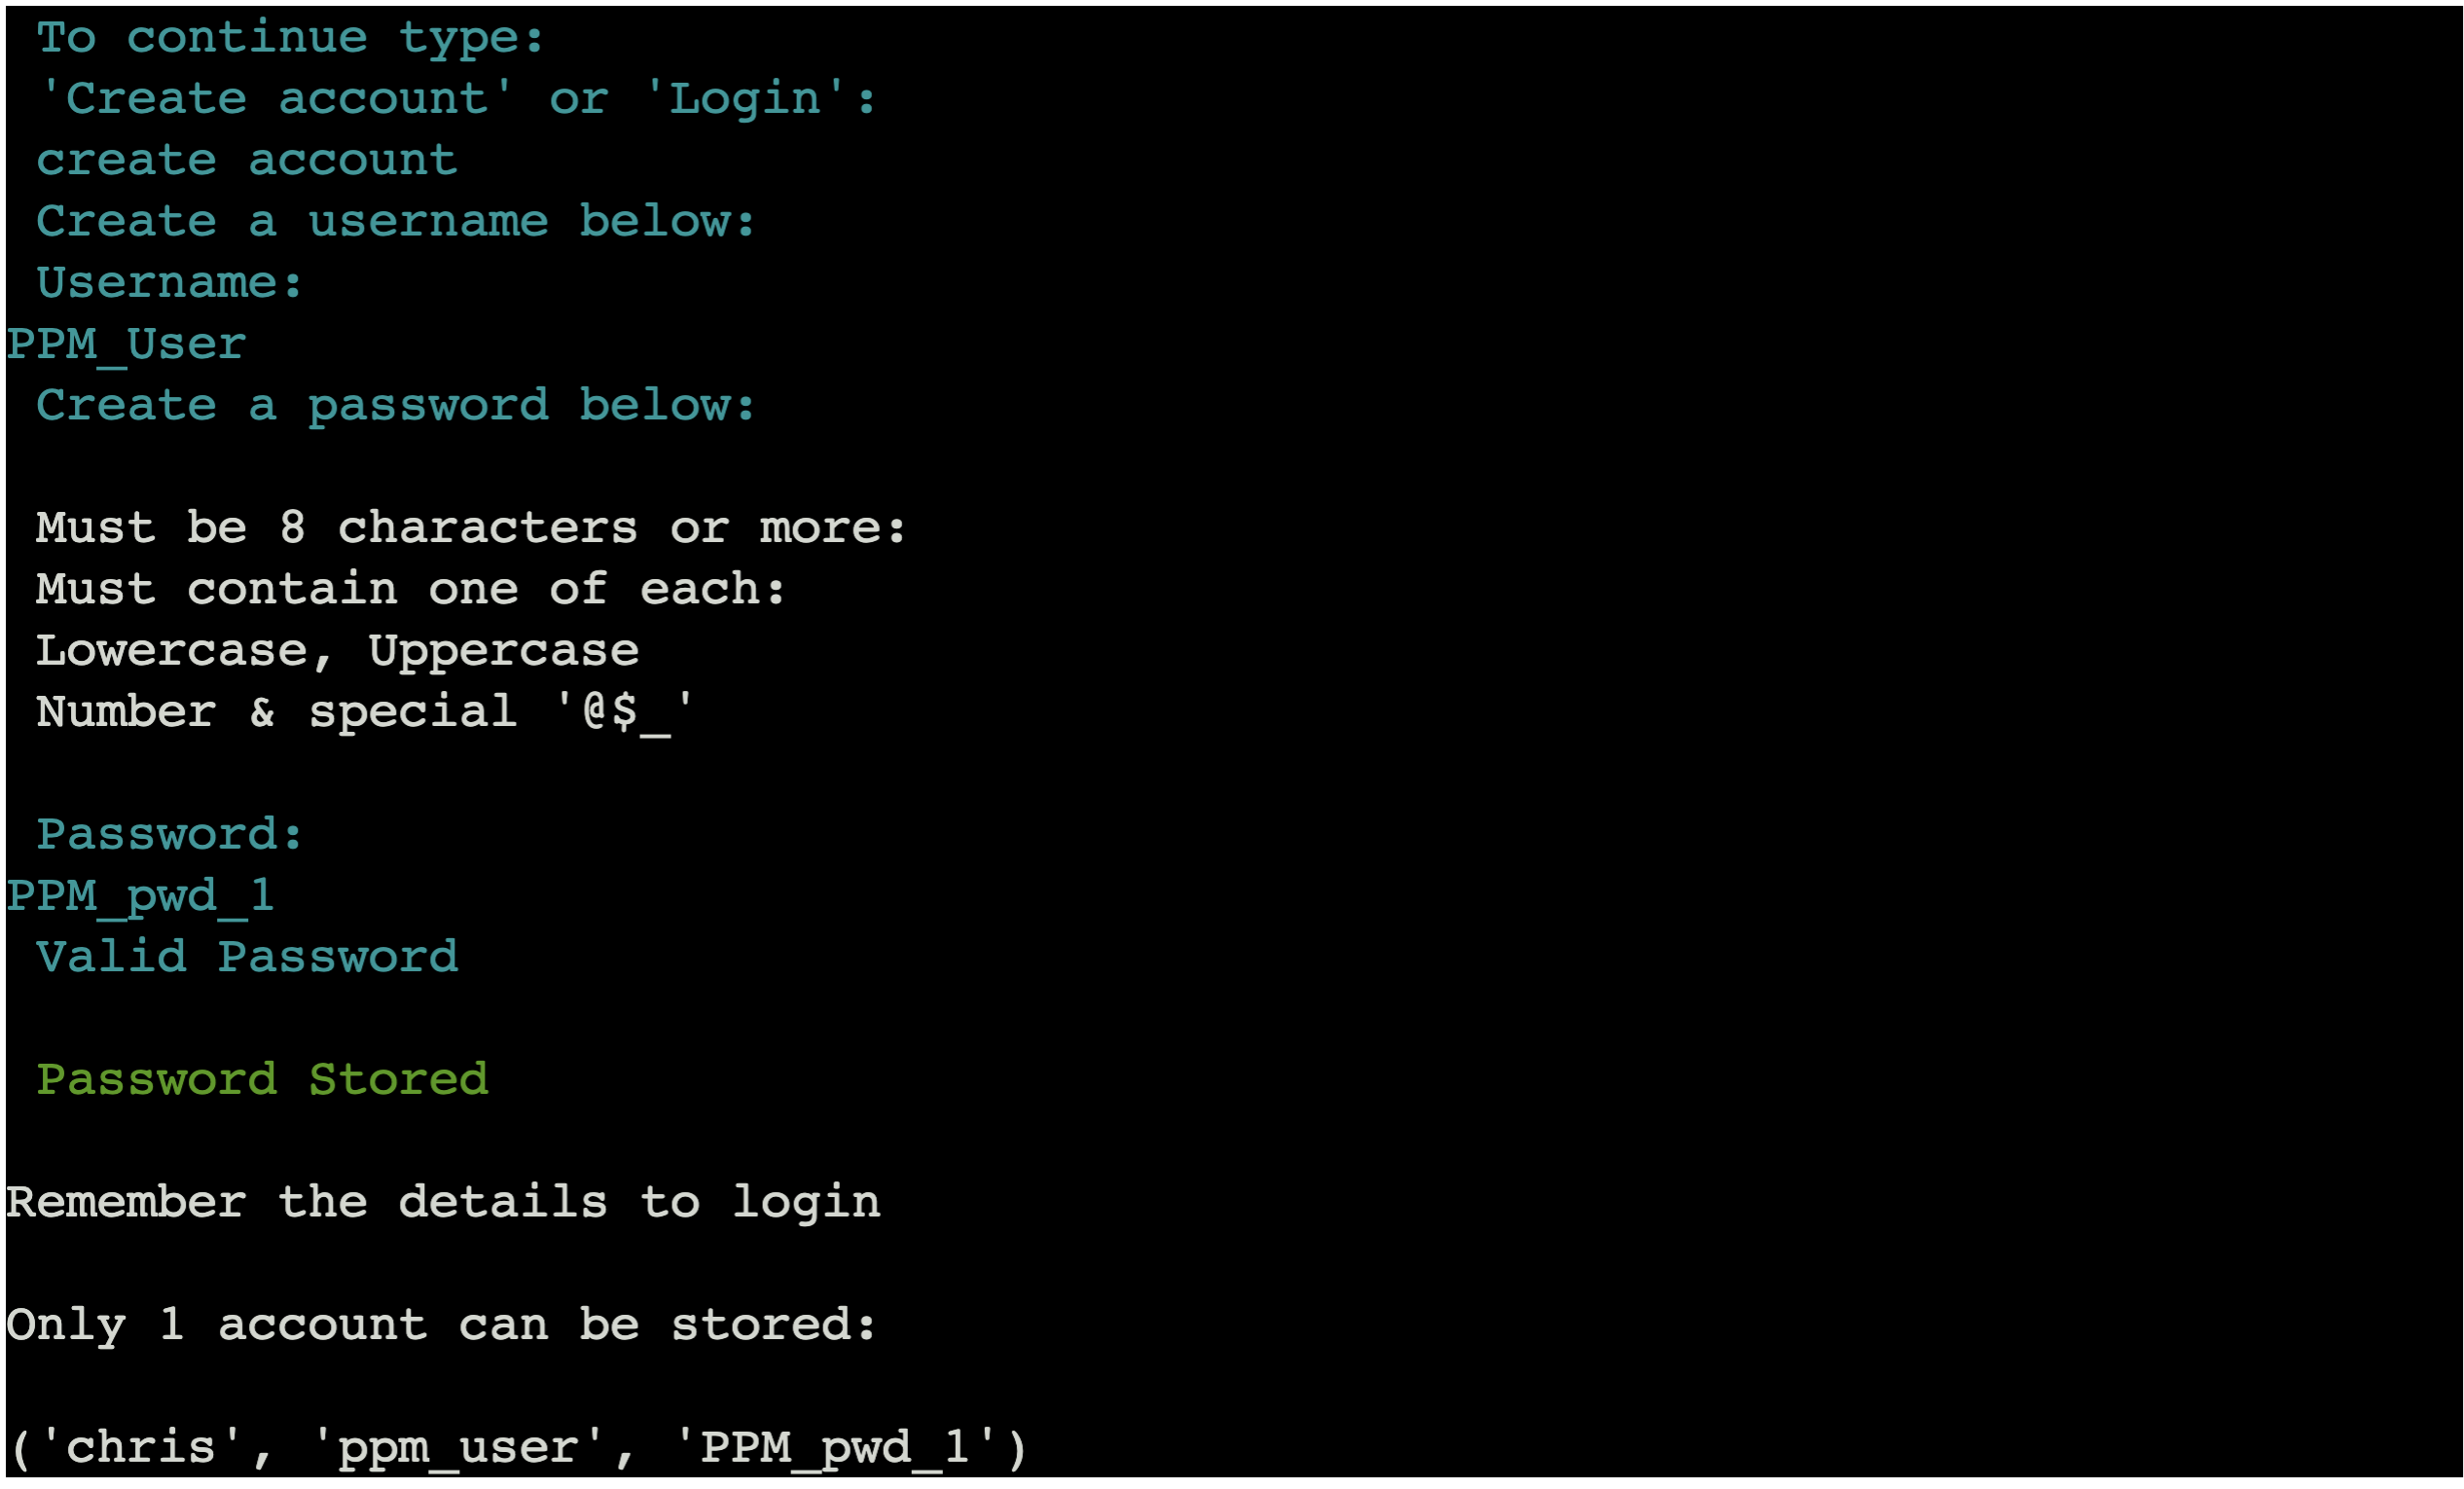 To continue type:
'Create account' or 'Login':
create account
Create a username below:
Username:
PPM_User
Create a password below:
Must be 8 characters or more:
Must contain one of each:
Lowercase, Uppercase
Number & special '@$_'
Password:
PPM_pwd_1
Valid Password
Password Stored
Remember the details to login
Only 1 account can be stored:
('chris', 'ppm_user', 'PPM_pwd_1')